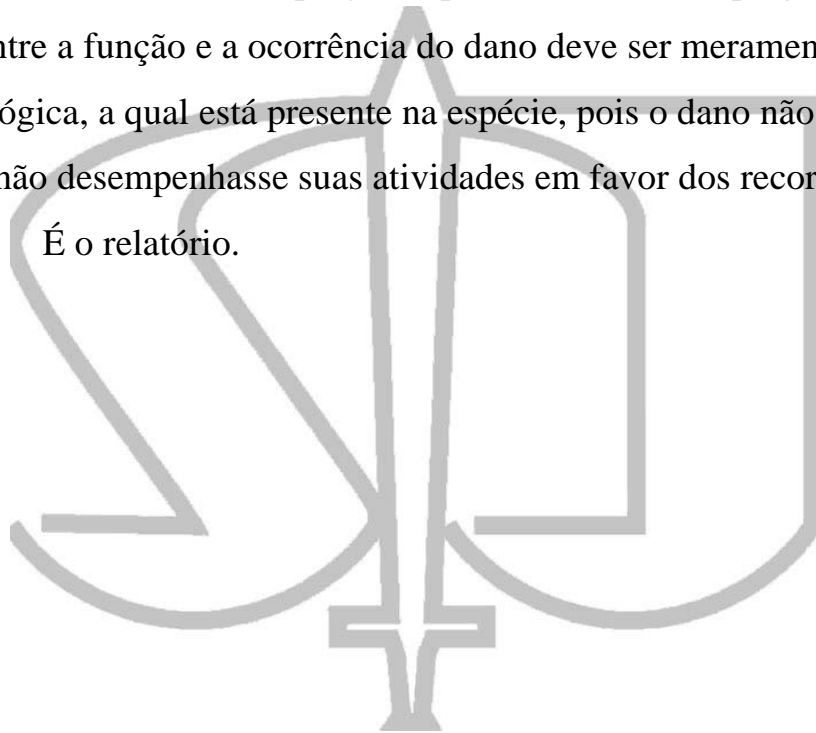 ntre a função e a ocorrência do dano deve ser meramen
ógica, a qual está presente na espécie, pois o dano não
não desempenhasse suas atividades em favor dos recor
É o relatório.